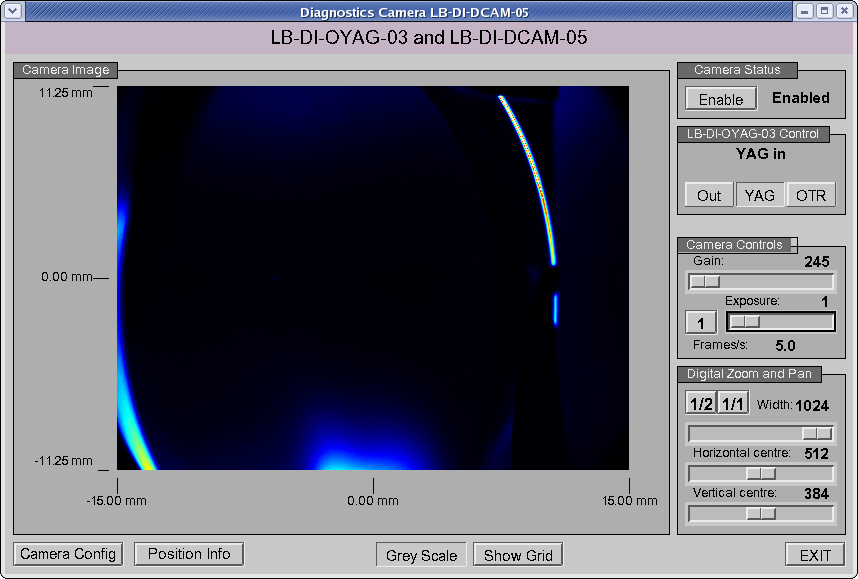 Diagnostics Camera LB-DI-DCAM-05
LB-DI-OYAG-03 and LB-DI-DCAM-05
Camera Image
11.25 mm
0.00 mm
-11.25 mm
-15.00 mm
0.00 mm
15.00 mm
Camera Status
Enable
Enabled
LB-DI-OYAG-03 Control
YAG in
Out
YAG
OTR
Camera Controls
Gain: 245
Exposure: 1
1
Frames/s: 5.0
Digital Zoom and Pan
1/2 1/1 Width: 1024
Horizontal centre: 512
Vertical centre: 384
Camera Config
Position Info
Grey Scale
Show Grid
EXIT